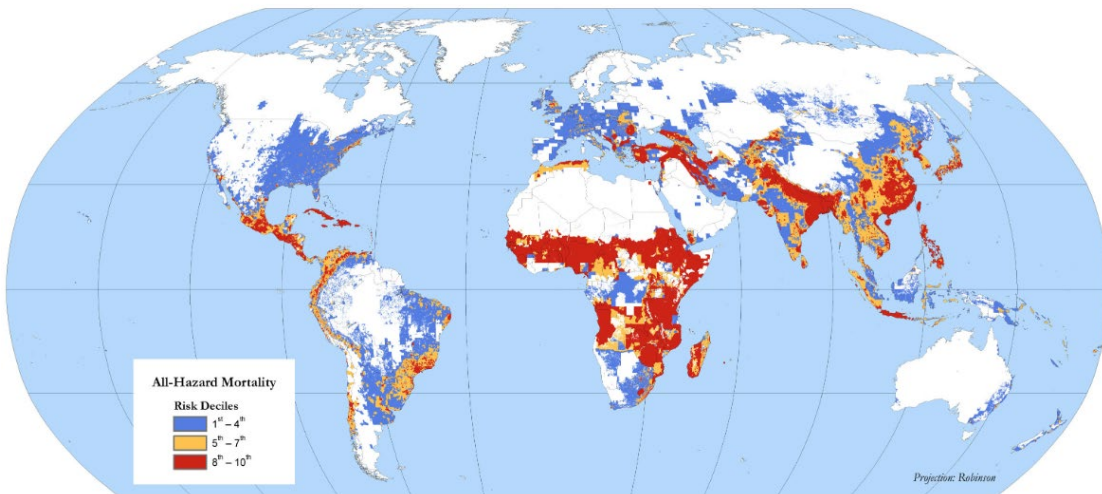 All-Hazard Mortality
Risk Deciles
1st – 4th
5th – 7th
8th – 10th
Projection: Robinson